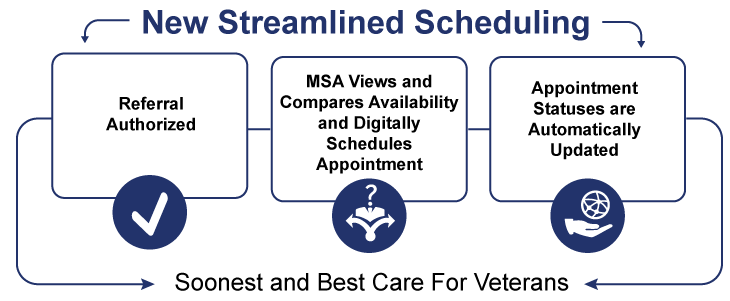 New Streamlined Scheduling
Referral
Authorized
MSA Views and
Compares Availability
and Digitally
Schedules
Appointment
?
Appointment
Statuses are
Automatically
Updated
Soonest and Best Care For Veterans